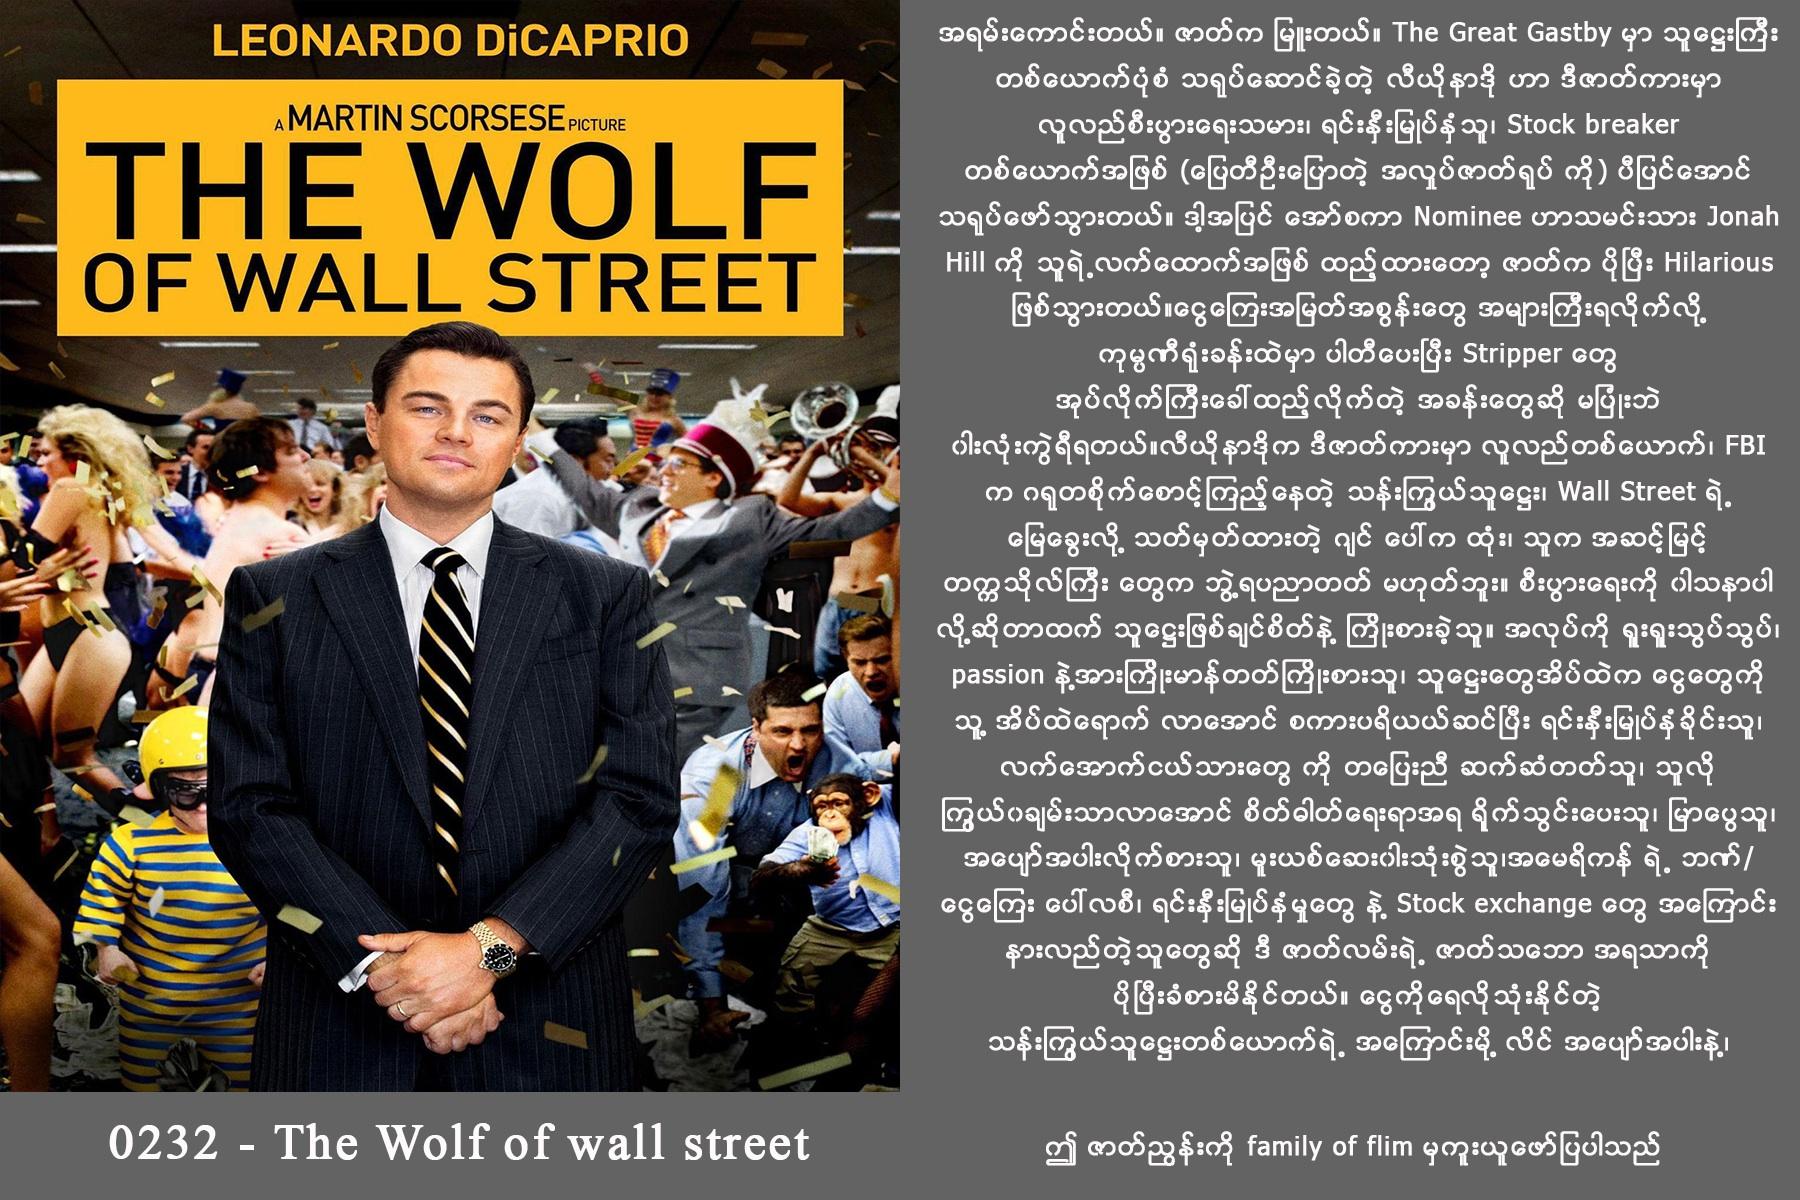 LEONARDO DiCAPRIO
A MARTIN SCORSESE PICTURE
THE WOLF
OF WALL STREET
0232 - The Wolf of wall street
အရမ်းကောင်းတယ်။ ဇာတ်က မြူးတယ်။ The Great Gastby မှာ သူဌေးကြီး
တစ်ယောက်ပုံစံ သရုပ်ဆောင်ခဲ့တဲ့ လီယိုနာဒို ဟာ ဒီဇာတ်ကားမှာ
လူလည်စီးပွားရေးသမား၊ ရင်းနှီးမြုပ်နှံသူ၊ Stock breaker
တစ်ယောက်အဖြစ် (ပြေတီဦးပြောတဲ့ အလှုပ်ဇာတ်ရုပ် ကို) ပီပြင်အောင်
သရုပ်ဖော်သွားတယ်။ ဒါ့အပြင် အော်စကာ Nominee ဟာသမင်းသား Jonah
Hill ကို သူရဲ့လက်ထောက်အဖြစ် ထည့်ထားတော့ ဇာတ်က ပိုပြီး Hilarious
ဖြစ်သွားတယ်။ငွေကြေးအမြတ်အစွန်းတွေ အများကြီးရလိုက်လို့
ကုမ္ပဏီရုံးခန်းထဲမှာ ပါတီပေးပြီး Stripper တွေ
အုပ်လိုက်ကြီးခေါ်ထည့်လိုက်တဲ့ အခန်းတွေဆို မပြုံးဘဲ
ဝါးလုံးကွဲရီရတယ်။လီယိုနာဒိုက ဒီဇာတ်ကားမှာ လူလည်တစ်ယောက်၊ FBI
က ဂရုတစိုက်စောင့်ကြည့်နေတဲ့ သန်းကြွယ်သူဌေး၊ Wall Street ရဲ့
မြေခွေးလို့ သတ်မှတ်ထားတဲ့ ဂျင် ပေါ်က ထုံး၊ သူက အဆင့်မြင့်
တက္ကသိုလ်ကြီး တွေက ဘွဲ့ရပညာတတ် မဟုတ်ဘူး။ စီးပွားရေးကို ဝါသနာပါ
လို့ဆိုတာထက် သူဌေးဖြစ်ချင်စိတ်နဲ့ ကြိုးစားခဲ့သူ။ အလုပ်ကို ရူးရူးသွပ်သွပ်၊
passion နဲ့အားကြိုးမာန်တတ်ကြိုးစားသူ၊ သူဌေးတွေအိပ်ထဲက ငွေတွေကို
သူ့ အိပ်ထဲရောက် လာအောင် စကားပရိယယ်ဆင်ပြီး ရင်းနှီးမြုပ်နှံခိုင်းသူ၊
လက်အောက်ငယ်သားတွေ ကို တပြေးညီ ဆက်ဆံတတ်သူ၊ သူလို
ကြွယ်ဝချမ်းသာလာအောင် စိတ်ဓါတ်ရေးရာအရ ရိုက်သွင်းပေးသူ၊ မြာပွေသူ၊
အပျော်အပါးလိုက်စားသူ၊ မူးယစ်ဆေးဝါးသုံးစွဲသူ၊အမေရိကန် ရဲ့ ဘဏ်/
ငွေကြေး ပေါ်လစီ၊ ရင်းနှီးမြုပ်နှံမှုတွေ နဲ့ Stock exchange တွေ အကြောင်း
နားလည်တဲ့သူတွေဆို ဒီ ဇာတ်လမ်းရဲ့ ဇာတ်သဘော အရသာကို
ပိုပြီးခံစားမိနိုင်တယ်။ ငွေကိုရေလိုသုံးနိုင်တဲ့
သန်းကြွယ်သူဌေးတစ်ယောက်ရဲ့ အကြောင်းမို့ လိင် အပျော်အပါးနဲ့၊
ဤ ဇာတ်ညွှန်းကို family of flim မှကူးယူဖော်ပြပါသည်